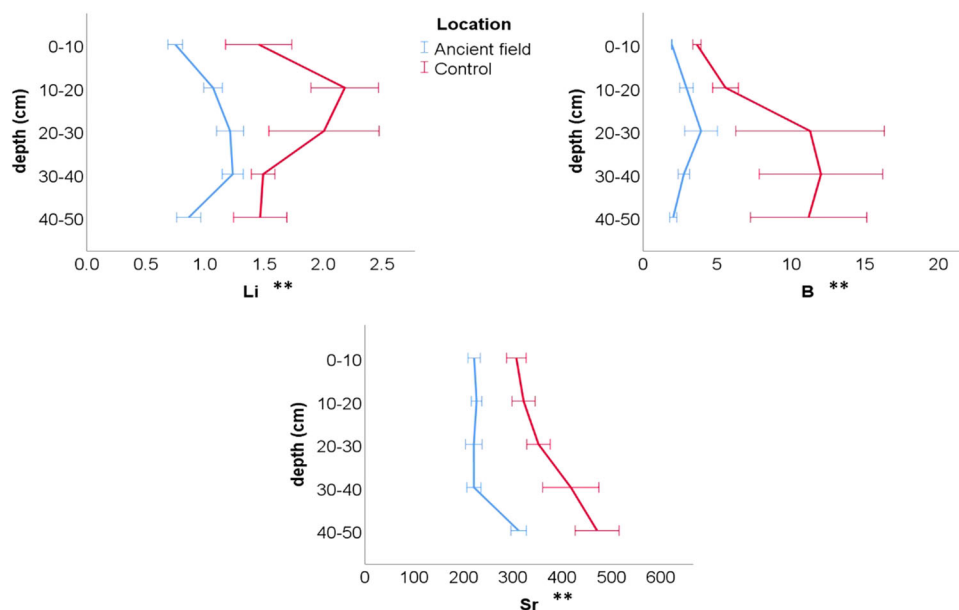 Location
Ancient field
Control
depth (cm)
0-10
10-20
20-30
30-40
40-50
0.0 0.5 1.0 1.5 2.0 2.5
Li **
depth (cm)
0-10
10-20
20-30
30-40
40-50
0 5 10 15 20
B **
depth (cm)
0-10
10-20
20-30
30-40
40-50
0 100 200 300 400 500 600
Sr **